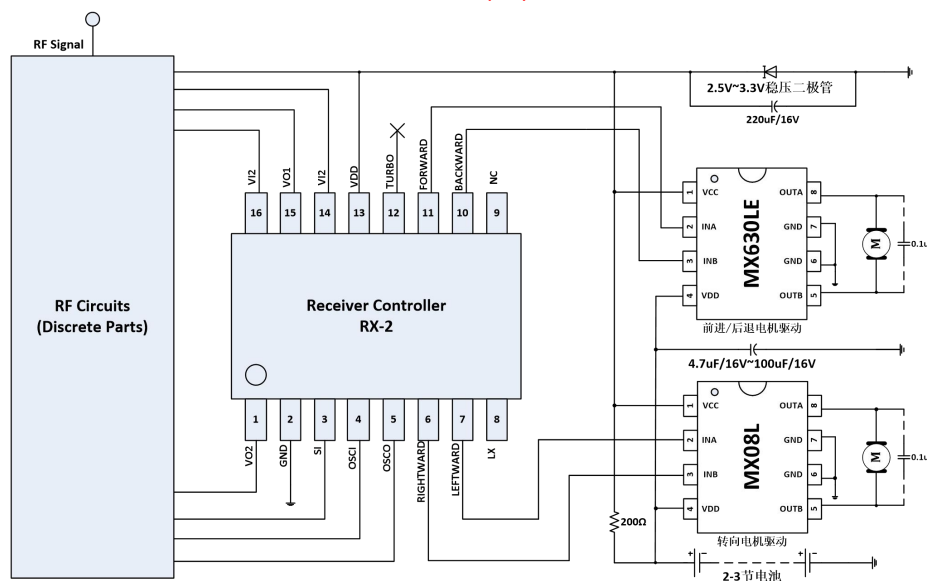 RF Signal
2.5V~3.3V稳压二极管
220uF/16V
VI2
VO1
VI2
VDD
TURBO
FORWARD
BACKWARD
NC
16
15
14
13
12
11
10
9
RF Circuits
(Discrete Parts)
Receiver Controller
RX-2
1
2
3
4
5
6
7
8
VO2
GND
SI
OSCI
OSCO
RIGHTWARD
LEFTWARD
LX
MX630LE
1 VCC OUTA 8
2 INA GND 7
3 INB GND 6
4 VDD OUTB 5
M
0.1u
前进/后退电机驱动
4.7uF/16V~100uF/16V
MX08L
1 VCC OUTA 8
2 INA GND 7
3 INB GND 6
4 VDD OUTB 5
M
0.1u
200Ω
转向电机驱动
+ - + -
2-3节电池